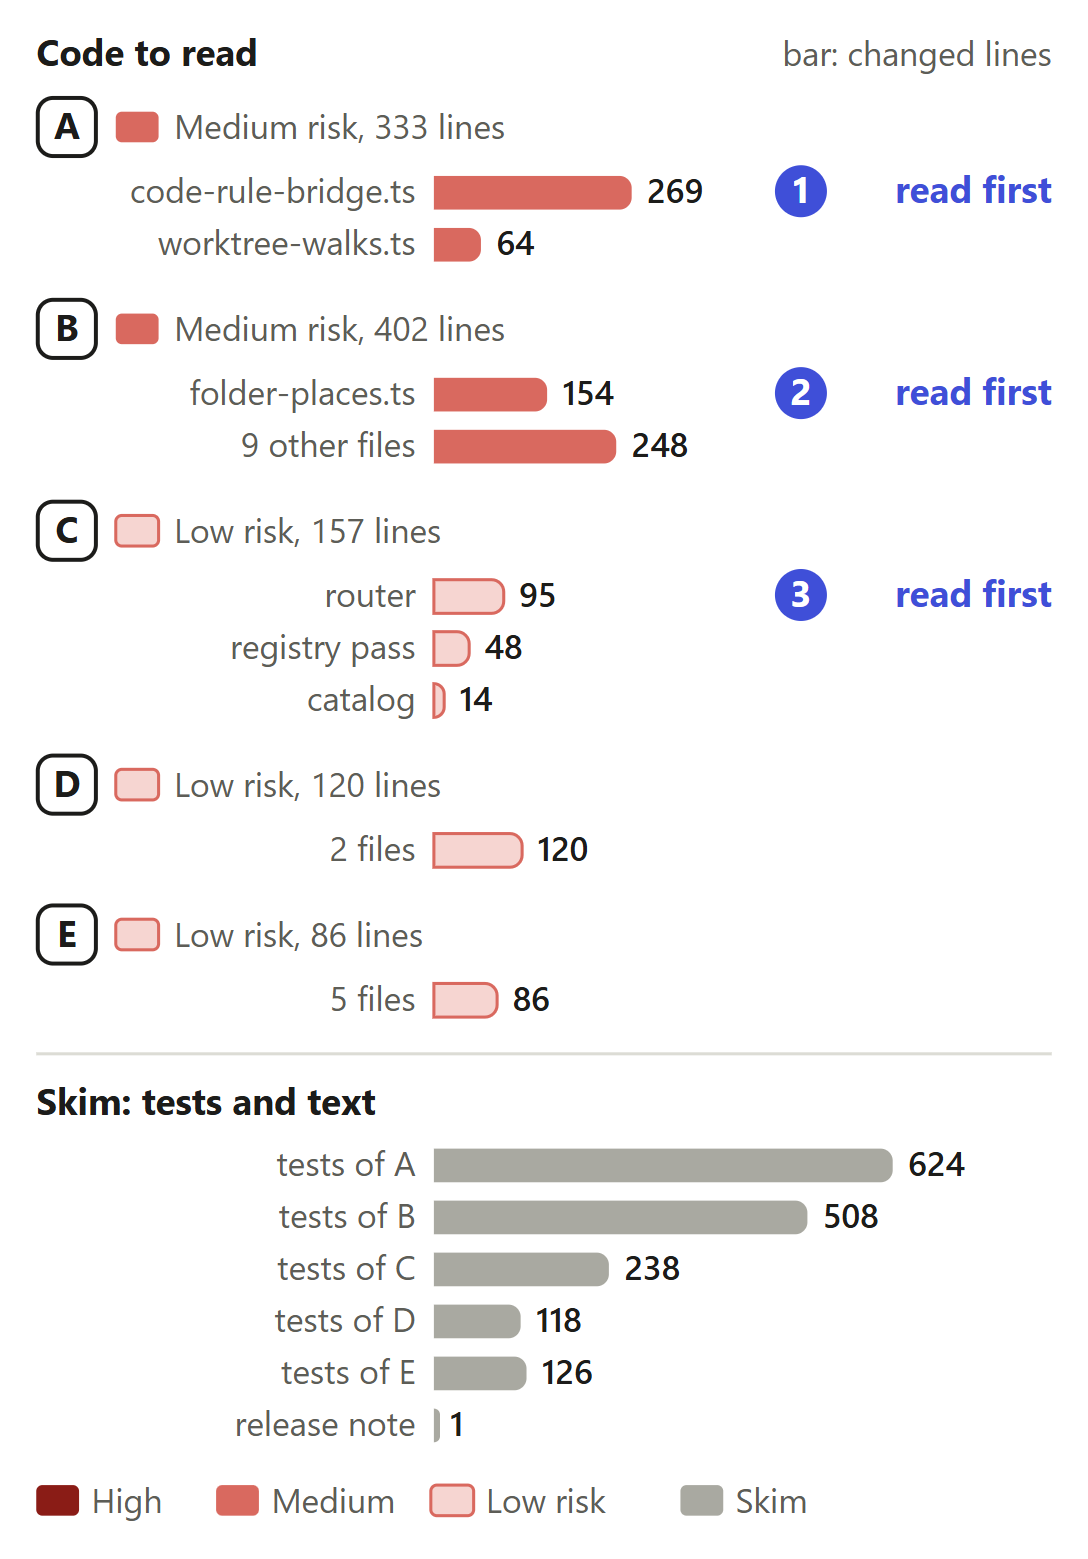 Code to read bar: changed lines
A Medium risk, 333 lines
code-rule-bridge.ts 269 1 read first
worktree-walks.ts 64
B Medium risk, 402 lines
folder-places.ts 154 2 read first
9 other files 248
C Low risk, 157 lines
router 95 3 read first
registry pass 48
catalog 14
D Low risk, 120 lines
2 files 120
E Low risk, 86 lines
5 files 86
Skim: tests and text
tests of A 624
tests of B 508
tests of C 238
tests of D 118
tests of E 126
release note 1
High Medium Low risk Skim